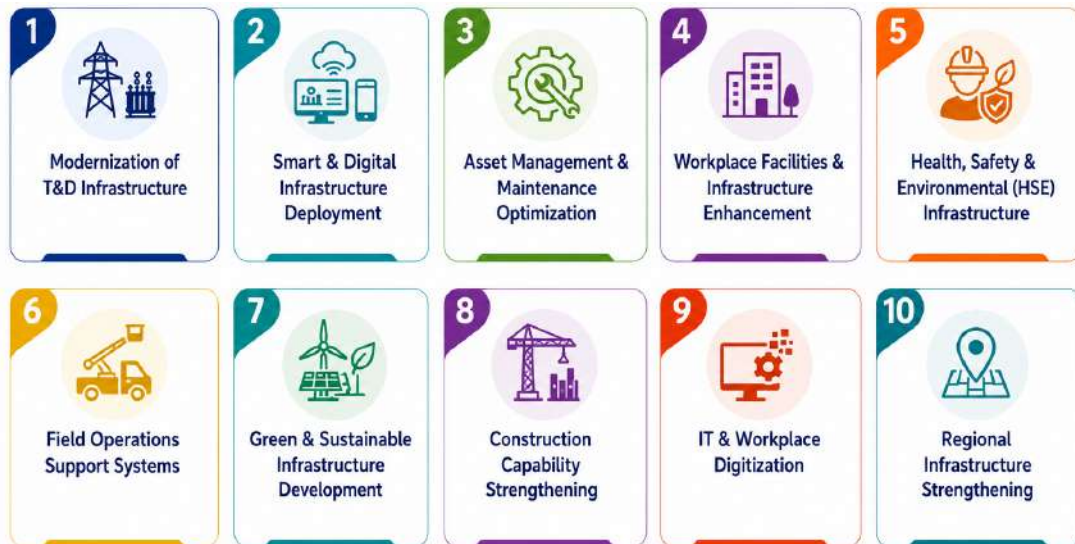 1
Modernization of
T&D Infrastructure
2
Smart & Digital
Infrastructure
Deployment
3
Asset Management &
Maintenance
Optimization
4
Workplace Facilities &
Infrastructure
Enhancement
5
Health, Safety &
Environmental (HSE)
Infrastructure
6
Field Operations
Support Systems
7
Green & Sustainable
Infrastructure
Development
8
Construction
Capability
Strengthening
9
IT & Workplace
Digitization
10
Regional
Infrastructure
Strengthening